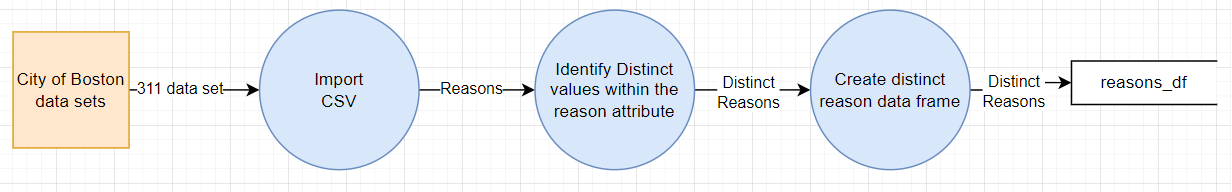 City of Boston
data sets
311 data set
Import
CSV
Reasons
Identify Distinct
values within the
reason attribute
Distinct
Reasons
Create distinct
reason data frame
Distinct
Reasons
reasons_df